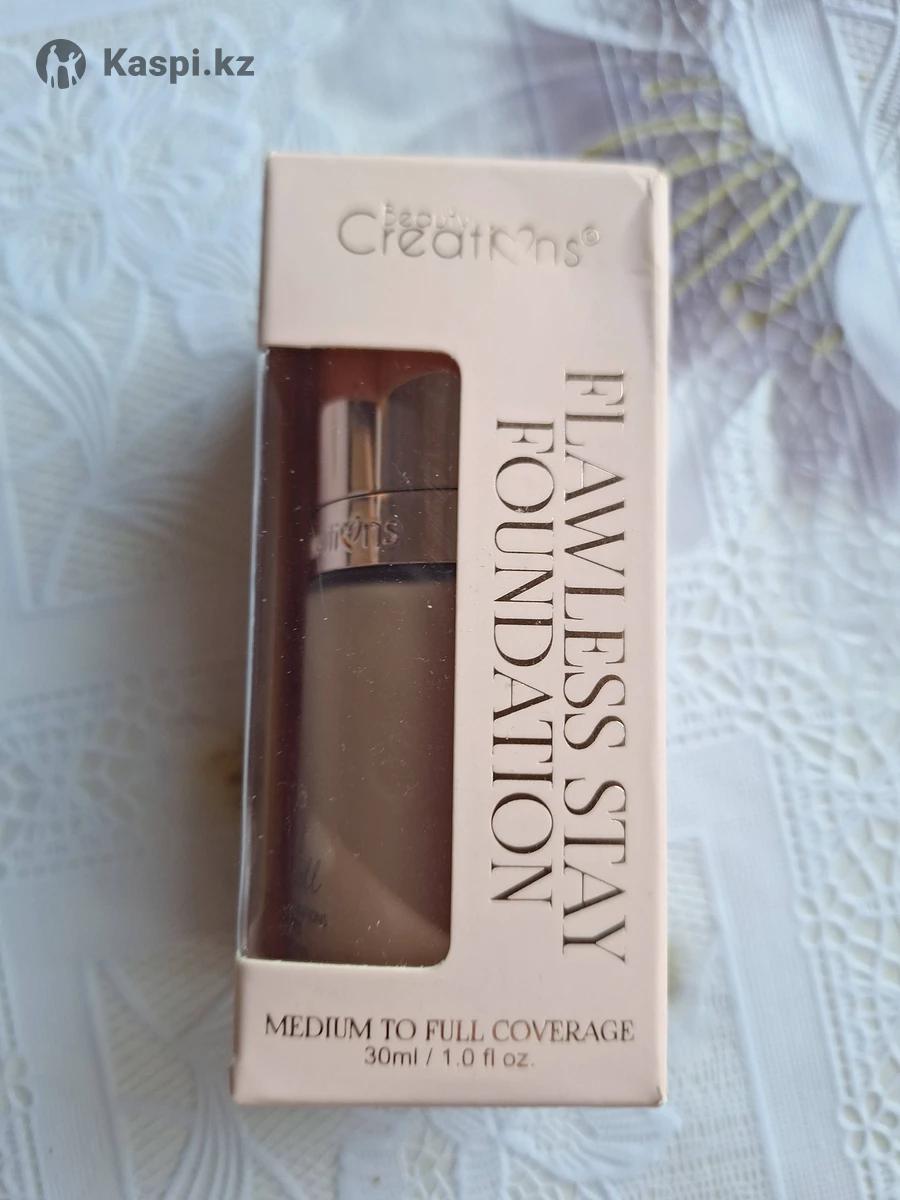 Kaspi.kz
Beauty
Creations©
FLAWLESS STAY
FOUNDATION
MEDIUM TO FULL COVERAGE
30ml / 1.0 fl oz.